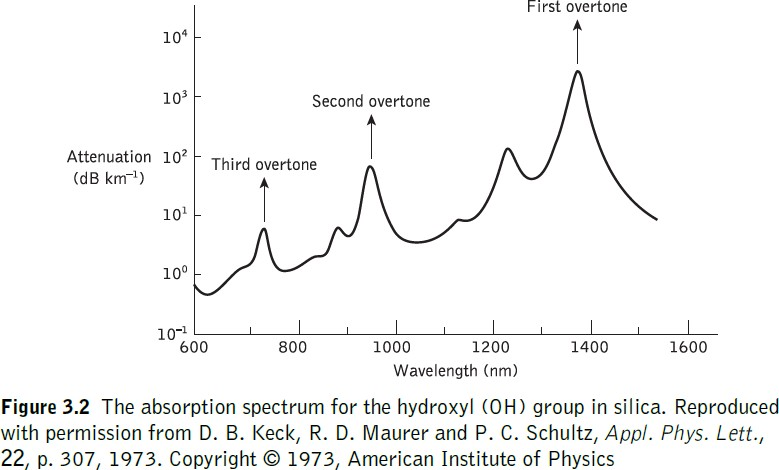 First overtone
10⁴
10³
Second overtone
Attenuation
(dB km⁻¹)
10²
Third overtone
10¹
10⁰
10⁻¹
600 800 1000 1200 1400 1600
Wavelength (nm)
Figure 3.2 The absorption spectrum for the hydroxyl (OH) group in silica. Reproduced
with permission from D. B. Keck, R. D. Maurer and P. C. Schultz, Appl. Phys. Lett.,
22, p. 307, 1973. Copyright © 1973, American Institute of Physics